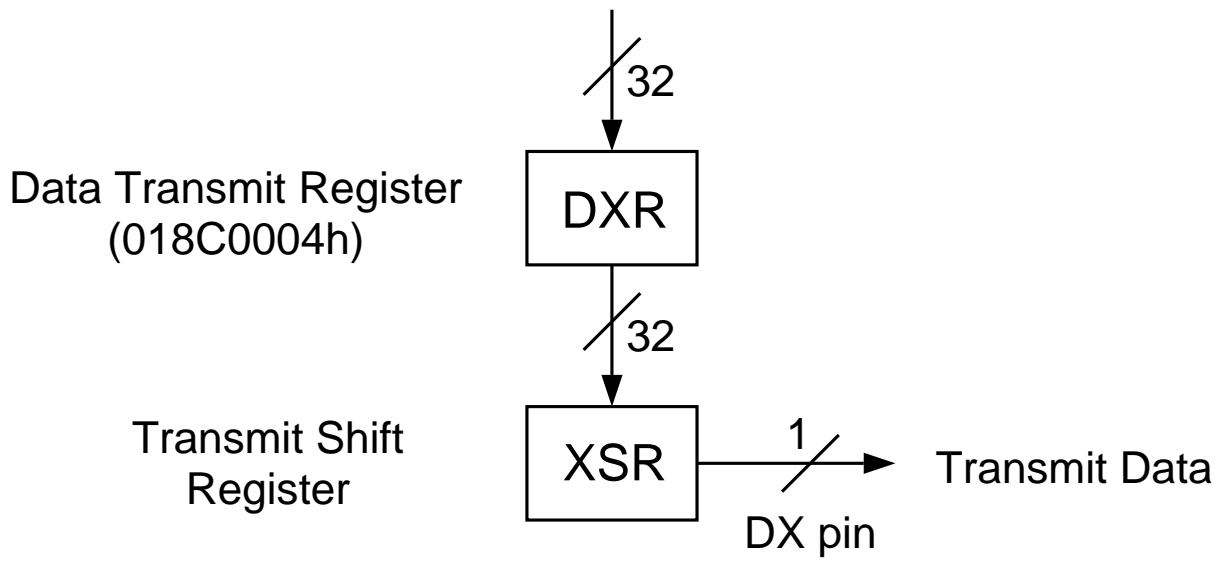 32
Data Transmit Register
(018C0004h)
DXR
32
Transmit Shift
Register
XSR
1
DX pin
Transmit Data